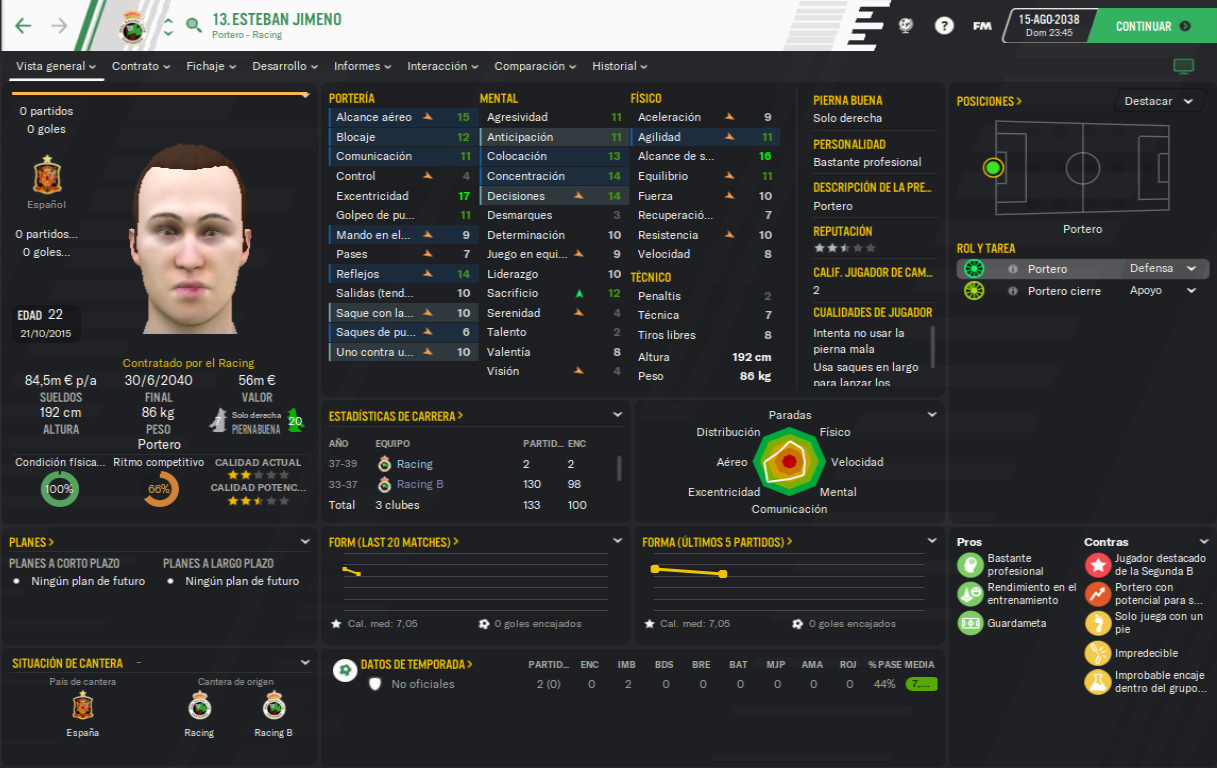 13. ESTEBAN JIMENO
Portero - Racing
?
FM
15-AGO-2038
Dom 23:45
CONTINUAR
Vista general
Contrato
Fichaje
Desarrollo
Informes
Interacción
Comparación
Historial
0 partidos
0 goles
Español
0 partidos...
0 goles...
EDAD 22
21/10/2015
Contratado por el Racing
84,5m € p/a
SUELDOS
30/6/2040
FINAL
56m €
VALOR
192 cm
ALTURA
86 kg
PESO
7
Solo derecha
PIERNA BUENA
20
Portero
Condición física...
100%
Ritmo competitivo
66%
CALIDAD ACTUAL
CALIDAD POTENC...
PORTERÍA
Alcance aéreo 15
Blocaje 12
Comunicación 11
Control 4
Excentricidad 17
Golpeo de pu... 11
Mando en el... 9
Pases 7
Reflejos 14
Salidas (tend... 10
Saque con la... 10
Saques de pu... 6
Uno contra u... 10
MENTAL
Agresividad 11
Anticipación 11
Colocación 13
Concentración 14
Decisiones 14
Desmarques 3
Determinación 10
Juego en equi... 9
Liderazgo 10
Sacrificio 12
Serenidad 4
Talento 2
Valentía 8
Visión 4
FÍSICO
Aceleración 9
Agilidad 11
Alcance de s... 16
Equilibrio 11
Fuerza 10
Recuperació... 7
Resistencia 10
Velocidad 8
TÉCNICO
Penaltis 2
Técnica 7
Tiros libres 8
Altura 192 cm
Peso 86 kg
PIERNA BUENA
Solo derecha
PERSONALIDAD
Bastante profesional
DESCRIPCIÓN DE LA PRE...
Portero
REPUTACIÓN
CALIF. JUGADOR DE CAM...
2
CUALIDADES DE JUGADOR
Intenta no usar la
pierna mala
Usa saques en largo
para lanzar los
POSICIONES >
Destacar
Portero
ROL Y TAREA
Portero Defensa
Portero cierre Apoyo
ESTADÍSTICAS DE CARRERA >
AÑO EQUIPO PARTID... ENC
37-39 Racing 2 2
33-37 Racing B 130 98
Total 3 clubes 133 100
Paradas
Distribución
Físico
Aéreo
Velocidad
Excentricidad
Mental
Comunicación
PLANES >
PLANES A CORTO PLAZO
Ningún plan de futuro
PLANES A LARGO PLAZO
Ningún plan de futuro
FORM (LAST 20 MATCHES) >
Cal. med: 7,05
0 goles encajados
FORMA (ÚLTIMOS 5 PARTIDOS) >
Cal. med: 7,05
0 goles encajados
Pros
Bastante
profesional
Rendimiento en el
entrenamiento
Guardameta
Contras
Jugador destacado
de la Segunda B
Portero con
potencial para s...
Solo juega con un
pie
Impredecible
Improbable encaje
dentro del grupo...
SITUACIÓN DE CANTERA -
País de cantera
España
Cantera de origen
Racing
Racing B
DATOS DE TEMPORADA >
PARTID... ENC IMB BDS BRE BAT MJP AMA ROJ % PASE MEDIA
No oficiales 2 (0) 0 2 0 0 0 0 0 0 44% 7,...